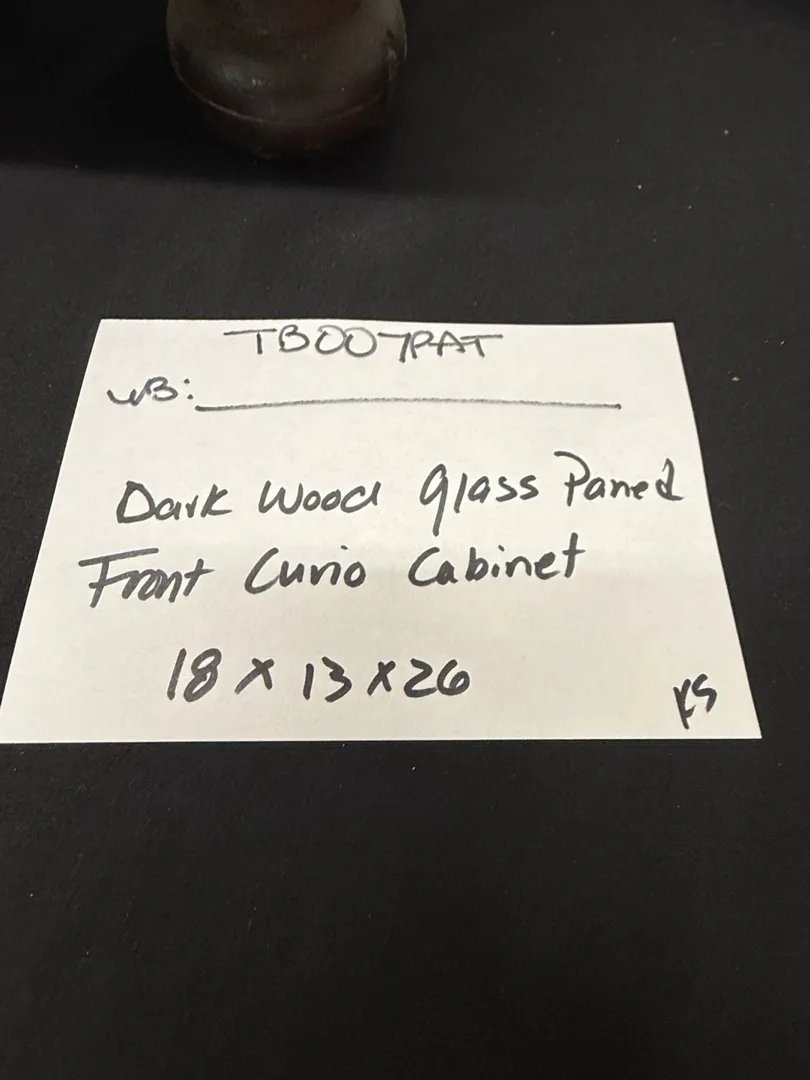 TB007PAT
WB:
Dark Wood Glass Paned
Front Curio Cabinet
18 x 13 x 26
KS